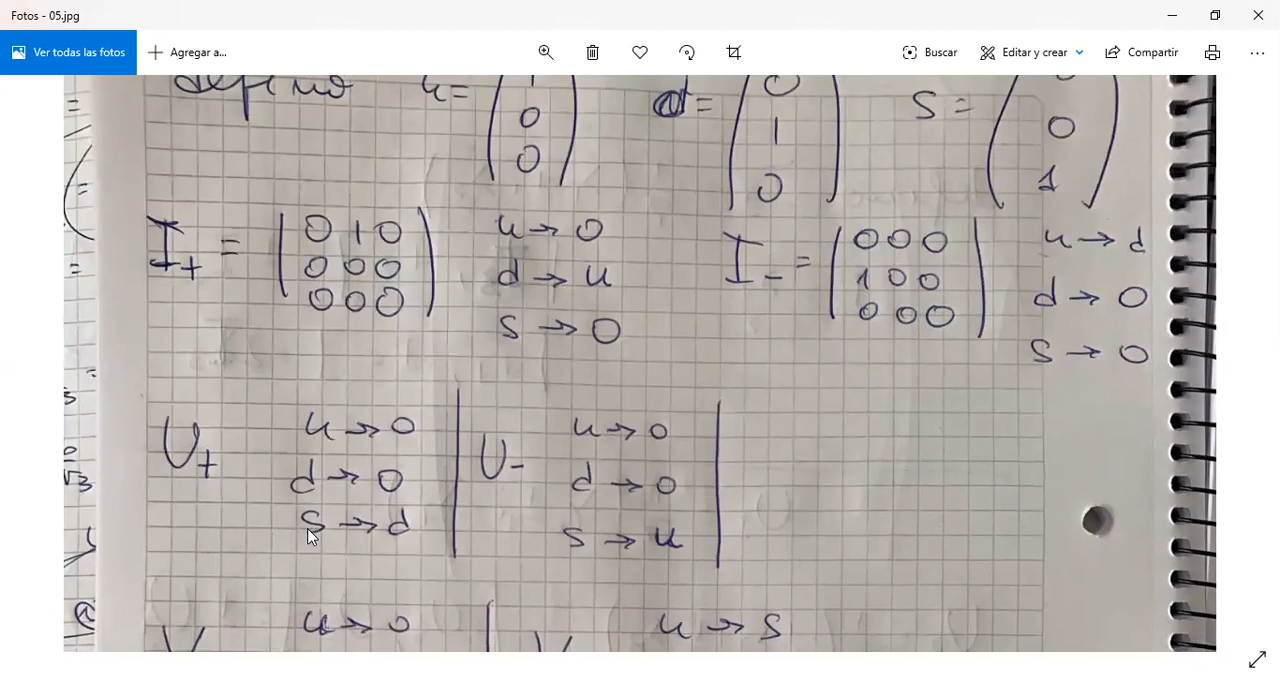 Fotos - 05.jpg
Ver todas las fotos
Agregar a...
Buscar
Editar y crear
Compartir
defino u = ( 1 0 0 ) d = ( 0 1 0 ) S = ( 0 0 1 )
I+ = ( 0 1 0
0 0 0
0 0 0 )
u → 0
d → u
s → 0
I- = ( 0 0 0
1 0 0
0 0 0 )
u → d
d → 0
s → 0
U+
u → 0
d → 0
s → d
U-
u → 0
d → 0
s → u
V
u → 0
V
u → s